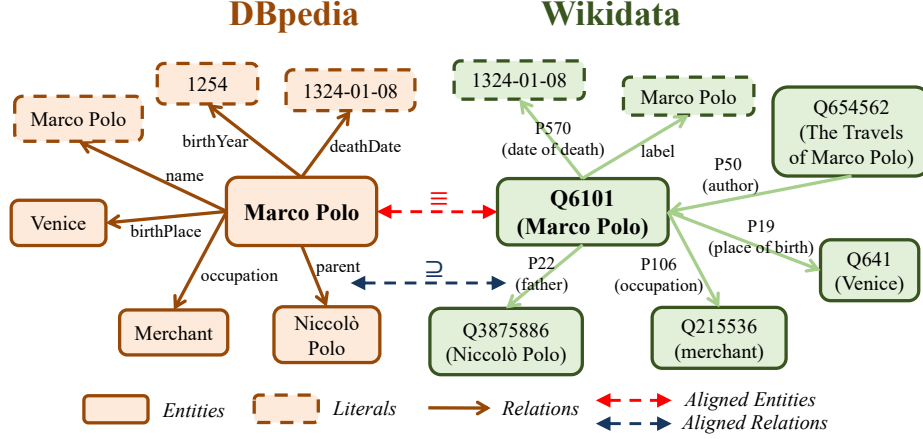 DBpedia
Wikidata
1254
1324-01-08
Marco Polo
birthYear
deathDate
name
Marco Polo
Venice
birthPlace
occupation
parent
Merchant
Niccolò
Polo
≡
⊇
1324-01-08
Marco Polo
Q654562
(The Travels
of Marco Polo)
P570
(date of death)
label
P50
(author)
Q6101
(Marco Polo)
P19
(place of birth)
Q641
(Venice)
P22
(father)
P106
(occupation)
Q3875886
(Niccolò Polo)
Q215536
(merchant)
Entities
Literals
Relations
Aligned Entities
Aligned Relations